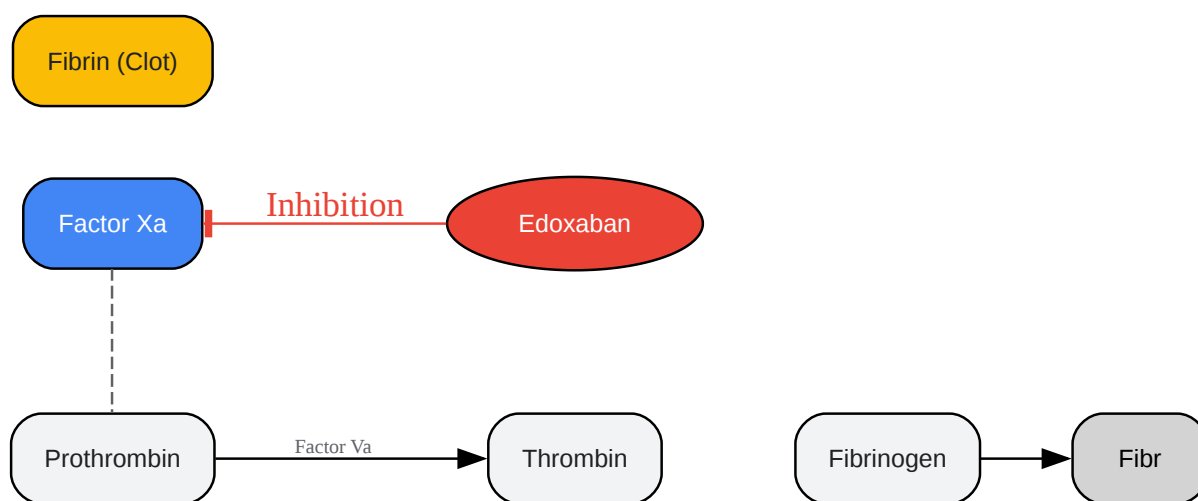 Fibrin (Clot)
Factor Xa
Inhibition
Edoxaban
Prothrombin
Factor Va
Thrombin
Fibrinogen
Fibr